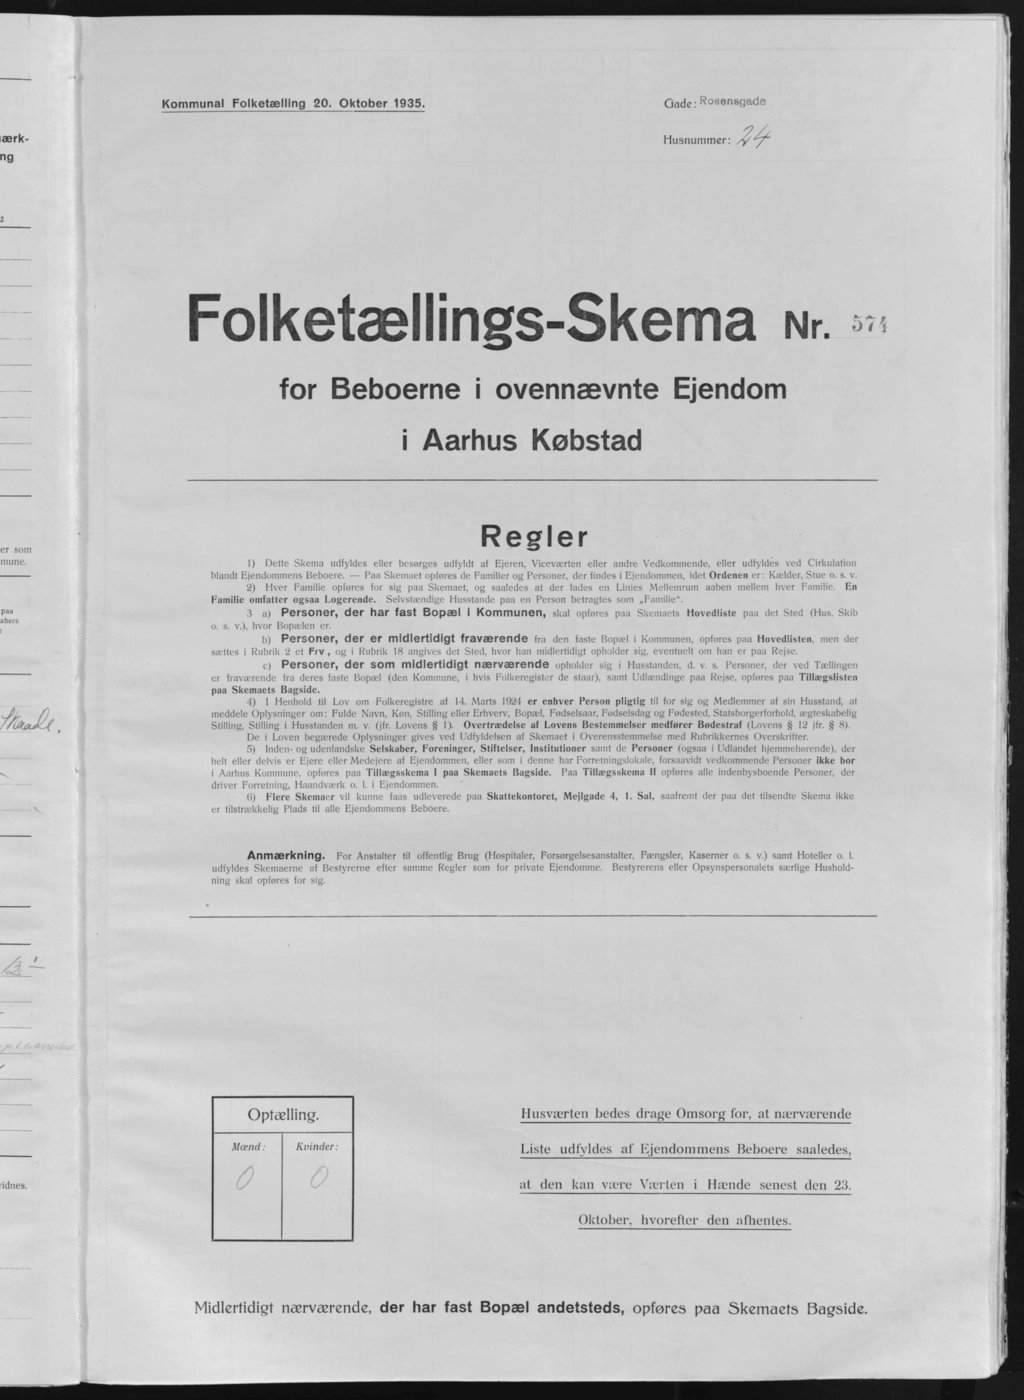 Kommunal Folketælling 20. Oktober 1935.
Gade: Rosensgade
Husnummer: 24
Folketællings-Skema Nr. 574
for Beboerne i ovennævnte Ejendom
i Aarhus Købstad
Regler
1) Dette Skema udfyldes eller besørges udfyldt af Ejeren, Viceværten eller andre Vedkommende, eller udfyldes ved Cirkulation
blandt Ejendommens Beboere. — Paa Skemaet opføres de Familier og Personer, der findes i Ejendommen, idet Ordenen er: Kælder, Stue o. s. v.
2) Hver Familie opføres for sig paa Skemaet, og saaledes at der lades en Linies Mellemrum aaben mellem hver Familie. En
Familie omfatter ogsaa Logerende. Selvstændige Husstande paa en Person betragtes som „Familie“.
3 a) Personer, der har fast Bopæl i Kommunen, skal opføres paa Skemaets Hovedliste paa det Sted (Hus, Skib
o. s. v.), hvor Bopælen er.
b) Personer, der er midlertidigt fraværende fra den faste Bopæl i Kommunen, opføres paa Hovedlisten, men der
sættes i Rubrik 2 et Frv, og i Rubrik 18 angives det Sted, hvor han midlertidigt opholder sig, eventuelt om han er paa Rejse.
c) Personer, der som midlertidigt nærværende opholder sig i Husstanden, d. v. s. Personer, der ved Tællingen
er fraværende fra deres faste Bopæl (den Kommune, i hvis Folkeregister de staar), samt Udlændinge paa Rejse, opføres paa Tillægslisten
paa Skemaets Bagside.
4) I Henhold til Lov om Folkeregistre af 14. Marts 1924 er enhver Person pligtig til for sig og Medlemmer af sin Husstand, at
meddele Oplysninger om: Fulde Navn, Køn, Stilling eller Erhverv, Bopæl, Fødselsaar, Fødselsdag og Fødested, Statsborgerforhold, ægteskabelig
Stilling, Stilling i Husstanden m. v. (jfr. Lovens § 1). Overtrædelse af Lovens Bestemmelser medfører Bødestraf (Lovens § 12 jfr. § 8).
De i Loven begærede Oplysninger gives ved Udfyldelsen af Skemaet i Overensstemmelse med Rubrikkernes Overskrifter.
5) Inden- og udenlandske Selskaber, Foreninger, Stiftelser, Institutioner samt de Personer (ogsaa i Udlandet hjemmehørende), der
helt eller delvis er Ejere eller Medejere af Ejendommen, eller som i denne har Forretningslokale, forsaavidt vedkommende Personer ikke bor
i Aarhus Kommune, opføres paa Tillægsskema I paa Skemaets Bagside. Paa Tillægsskema II opføres alle indenbysboende Personer, der
driver Forretning, Haandværk o. l. i Ejendommen.
6) Flere Skemaer vil kunne faas udleverede paa Skattekontoret, Mejlgade 4, 1. Sal, saafremt der paa det tilsendte Skema ikke
er tilstrækkelig Plads til alle Ejendommens Beboere.
Anmærkning. For Anstalter til offentlig Brug (Hospitaler, Forsørgelsesanstalter, Fængsler, Kaserner o. s. v.) samt Hoteller o. l.
udfyldes Skemaerne af Bestyrerne efter samme Regler som for private Ejendomme. Bestyrerens eller Opsynspersonalets særlige Hushold-
ning skal opføres for sig.
Optælling.
Mænd: Kvinder:
0 0
Husværten bedes drage Omsorg for, at nærværende
Liste udfyldes af Ejendommens Beboere saaledes,
at den kan være Værten i Hænde senest den 23.
Oktober, hvorefter den afhentes.
Midlertidigt nærværende, der har fast Bopæl andetsteds, opføres paa Skemaets Bagside.